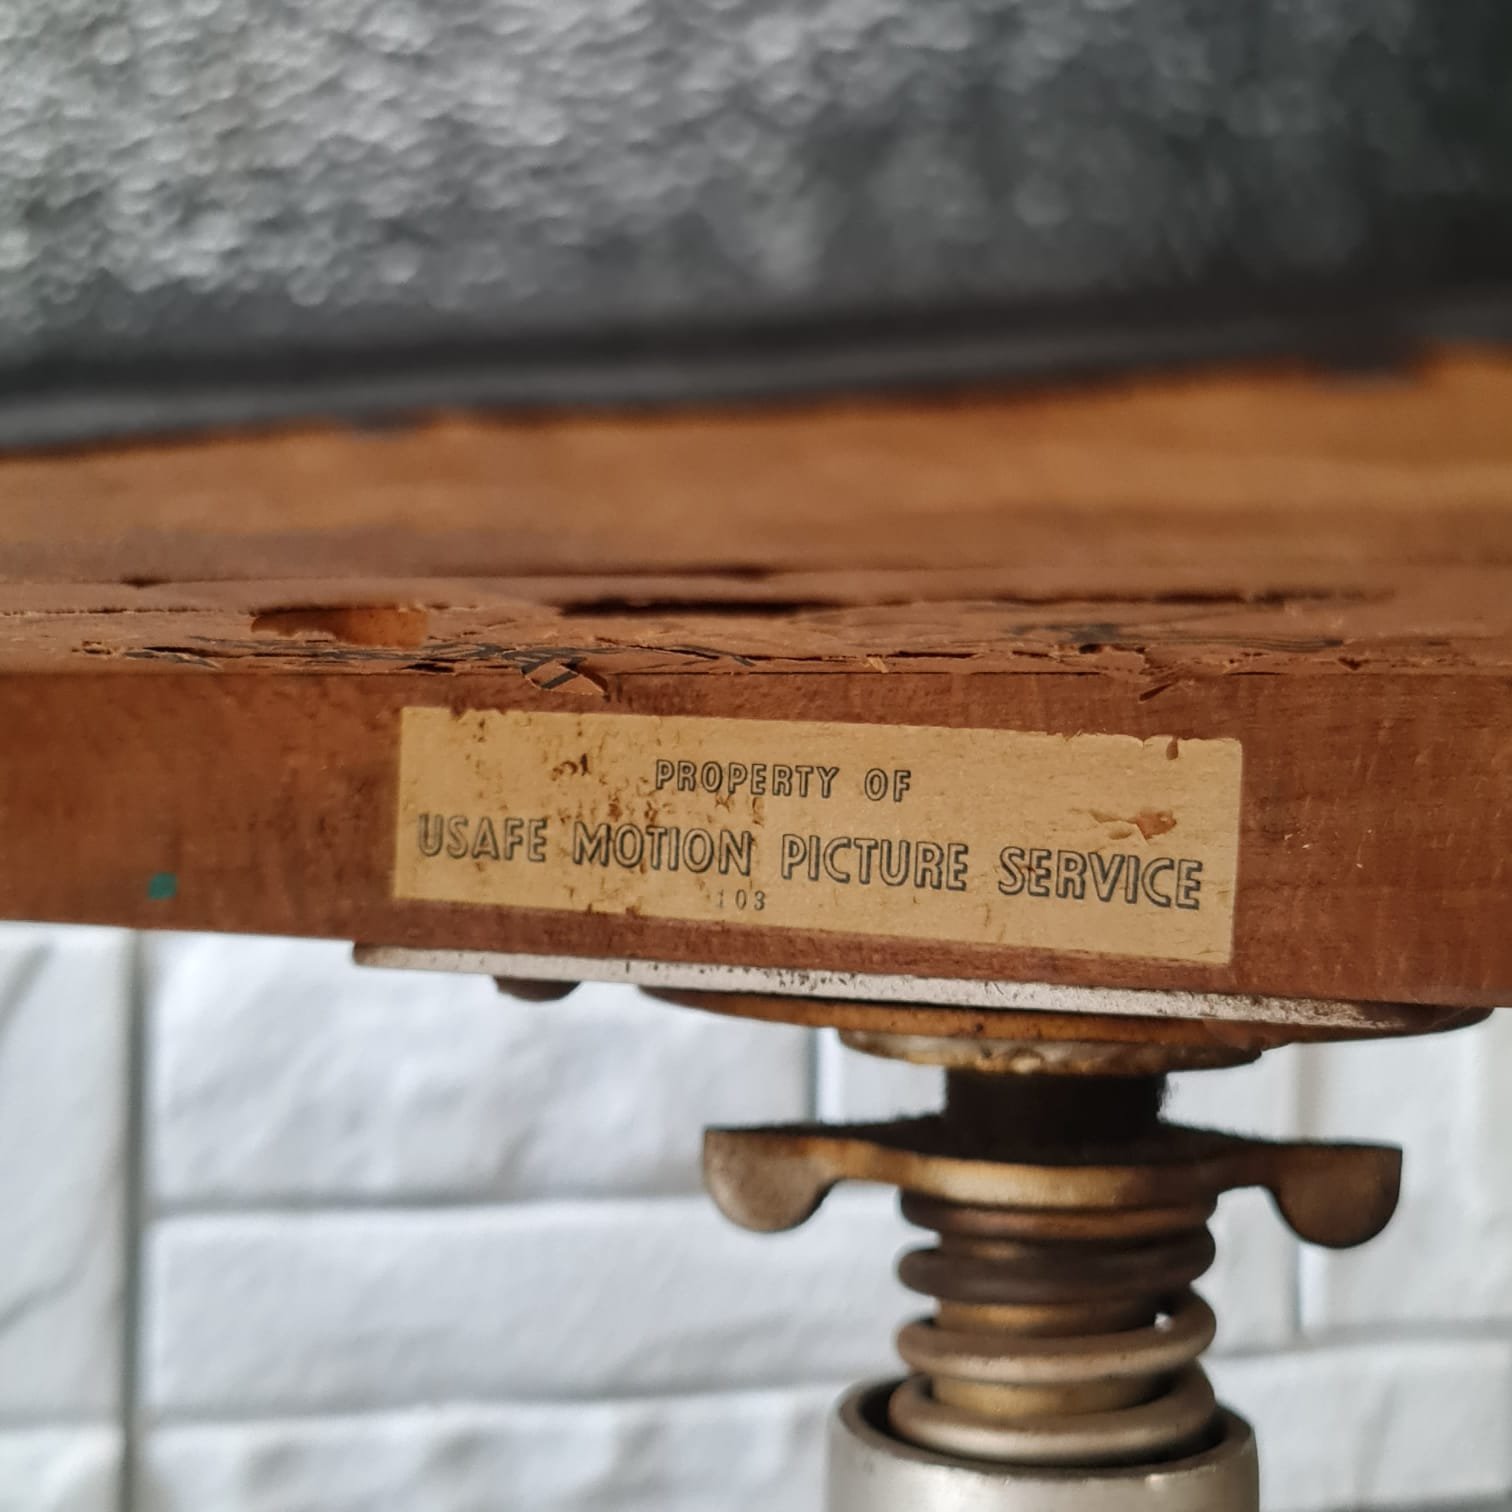 PROPERTY OF
USAFE MOTION PICTURE SERVICE
103